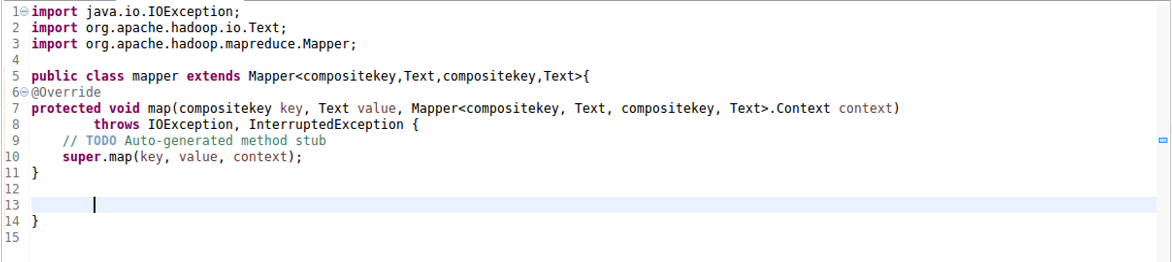 1 import java.io.IOException;
2 import org.apache.hadoop.io.Text;
3 import org.apache.hadoop.mapreduce.Mapper;
4
5 public class mapper extends Mapper<compositekey,Text,compositekey,Text>{
6 @Override
7 protected void map(compositekey key, Text value, Mapper<compositekey, Text, compositekey, Text>.Context context)
8         throws IOException, InterruptedException {
9     // TODO Auto-generated method stub
10     super.map(key, value, context);
11 }
12
13
14 }
15